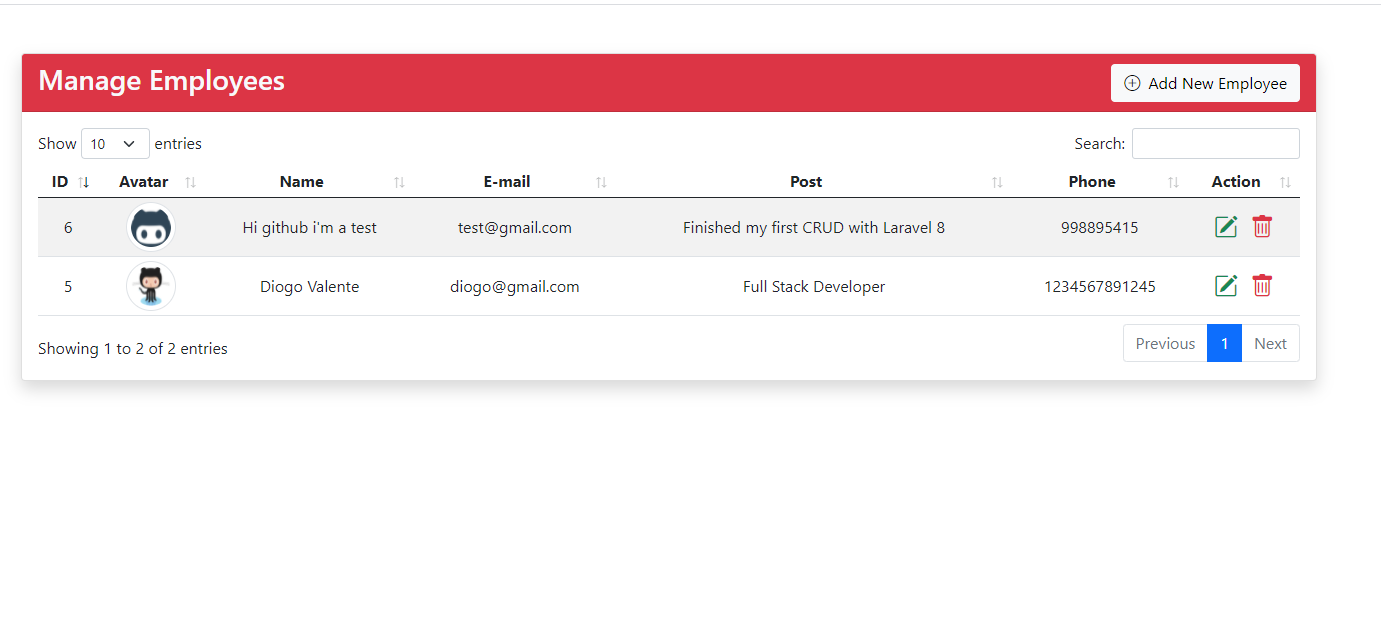 Manage Employees
Add New Employee
Show 10 entries
Search:
ID Avatar Name E-mail Post Phone Action
6 Hi github i'm a test test@gmail.com Finished my first CRUD with Laravel 8 998895415
5 Diogo Valente diogo@gmail.com Full Stack Developer 1234567891245
Showing 1 to 2 of 2 entries
Previous 1 Next